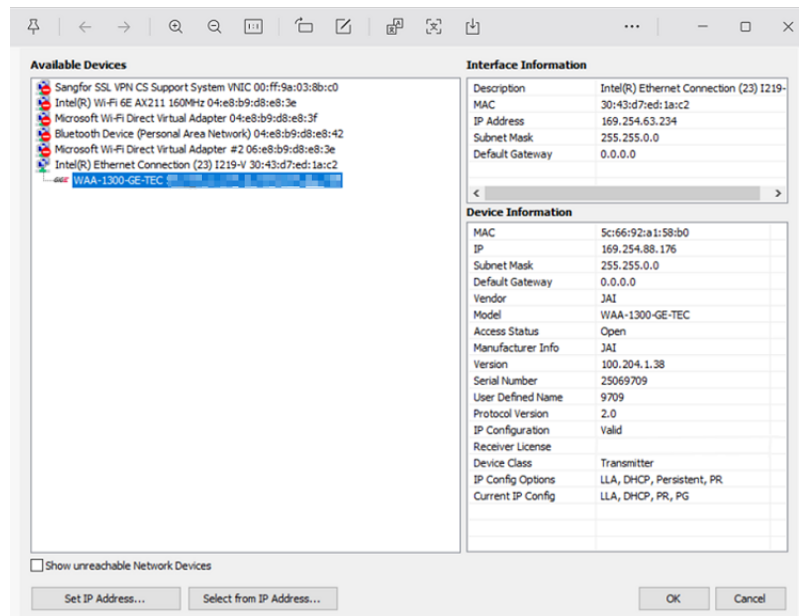 Available Devices
Sangfor SSL VPN CS Support System VNIC 00:ff:9a:03:8b:c0
Intel(R) Wi-Fi 6E AX211 160MHz 04:e8:b9:d8:e8:3e
Microsoft Wi-Fi Direct Virtual Adapter 04:e8:b9:d8:e8:3f
Bluetooth Device (Personal Area Network) 04:e8:b9:d8:e8:42
Microsoft Wi-Fi Direct Virtual Adapter #2 06:e8:b9:d8:e8:3e
Intel(R) Ethernet Connection (23) I219-V 30:43:d7:ed:1a:c2
WAA-1300-GE-TEC
Show unreachable Network Devices
Set IP Address...
Select from IP Address...
Interface Information
Description Intel(R) Ethernet Connection (23) I219-
MAC 30:43:d7:ed:1a:c2
IP Address 169.254.63.234
Subnet Mask 255.255.0.0
Default Gateway 0.0.0.0
Device Information
MAC 5c:66:92:a1:58:b0
IP 169.254.88.176
Subnet Mask 255.255.0.0
Default Gateway 0.0.0.0
Vendor JAI
Model WAA-1300-GE-TEC
Access Status Open
Manufacturer Info JAI
Version 100.204.1.38
Serial Number 25069709
User Defined Name 9709
Protocol Version 2.0
IP Configuration Valid
Receiver License
Device Class Transmitter
IP Config Options LLA, DHCP, Persistent, PR
Current IP Config LLA, DHCP, PR, PG
OK
Cancel